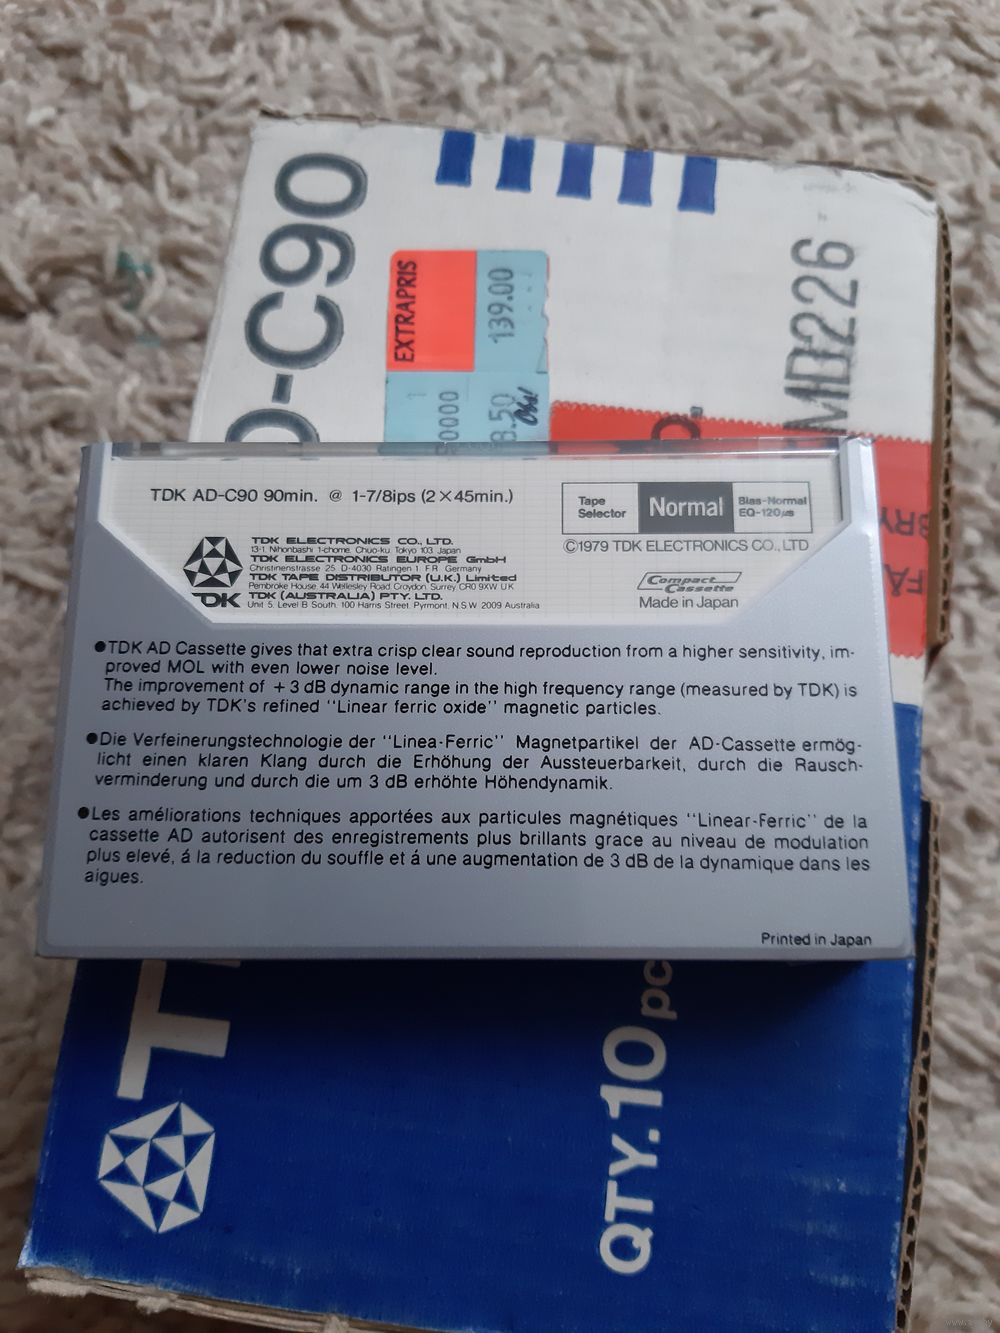 D-C90
EXTRAPRIS
139.00
MD226
TDK AD-C90 90min. @ 1-7/8ips (2×45min.)
Tape
Selector
Normal
Bias-Normal
EQ-120μs
©1979 TDK ELECTRONICS CO., LTD
TDK
TDK ELECTRONICS CO., LTD.
13-1, Nihonbashi 1-chome, Chuo-ku, Tokyo 103, Japan
TDK ELECTRONICS EUROPE GmbH
Christinenstrasse 25, D-4030 Ratingen 1, F.R. Germany
TDK TAPE DISTRIBUTOR (U.K.) Limited
Pembroke House, 44 Wellesley Road, Croydon, Surrey, CR0 9XW U.K
TDK (AUSTRALIA) PTY. LTD.
Unit 5, Level B South, 100 Harris Street, Pyrmont, N.S.W. 2009 Australia
Compact
Cassette
Made in Japan
●TDK AD Cassette gives that extra crisp clear sound reproduction from a higher sensitivity, im-
proved MOL with even lower noise level.
The improvement of +3 dB dynamic range in the high frequency range (measured by TDK) is
achieved by TDK's refined "Linear ferric oxide" magnetic particles.
●Die Verfeinerungstechnologie der "Linea-Ferric" Magnetpartikel der AD-Cassette ermög-
licht einen klaren Klang durch die Erhöhung der Aussteuerbarkeit, durch die Rausch-
verminderung und durch die um 3 dB erhöhte Höhendynamik.
●Les améliorations techniques apportées aux particules magnétiques "Linear-Ferric" de la
cassette AD autorisent des enregistrements plus brillants grace au niveau de modulation
plus elevé, á la reduction du souffle et á une augmentation de 3 dB de la dynamique dans les
aigues.
Printed in Japan
QTY.10 pc